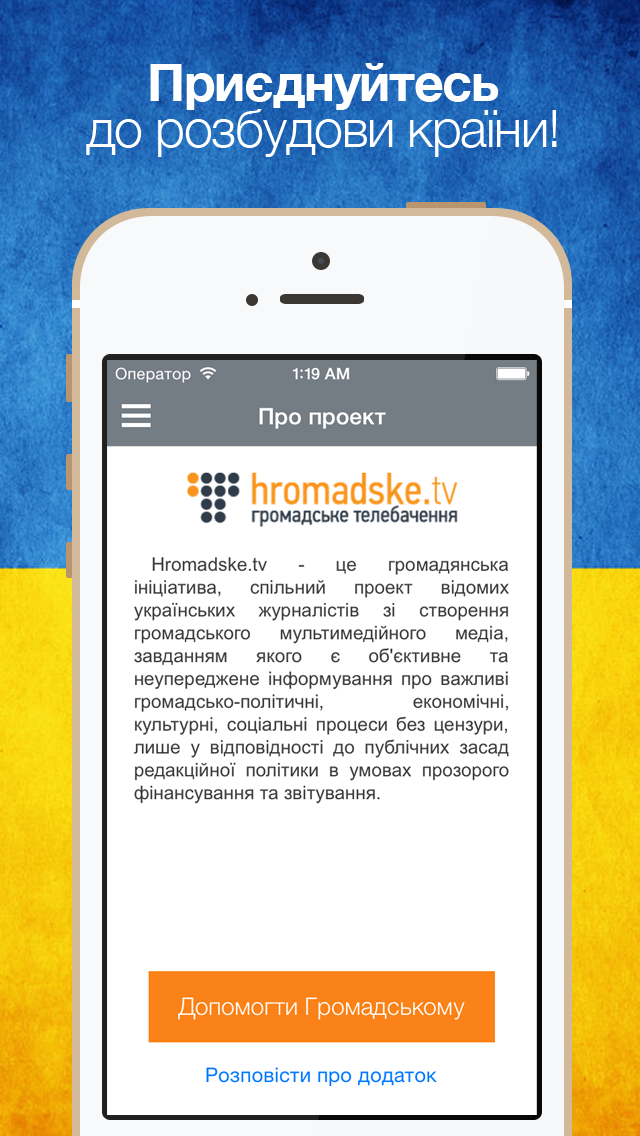 Приєднуйтесь
до розбудови країни!
Оператор 1:19 AM
Про проект
hromadske.tv
громадське телебачення
Hromadske.tv - це громадянська
ініціатива, спільний проект відомих
українських журналістів зі створення
громадського мультимедійного медіа,
завданням якого є об'єктивне та
неупереджене інформування про важливі
громадсько-політичні, економічні,
культурні, соціальні процеси без цензури,
лише у відповідності до публічних засад
редакційної політики в умовах прозорого
фінансування та звітування.
Допомогти Громадському
Розповісти про додаток